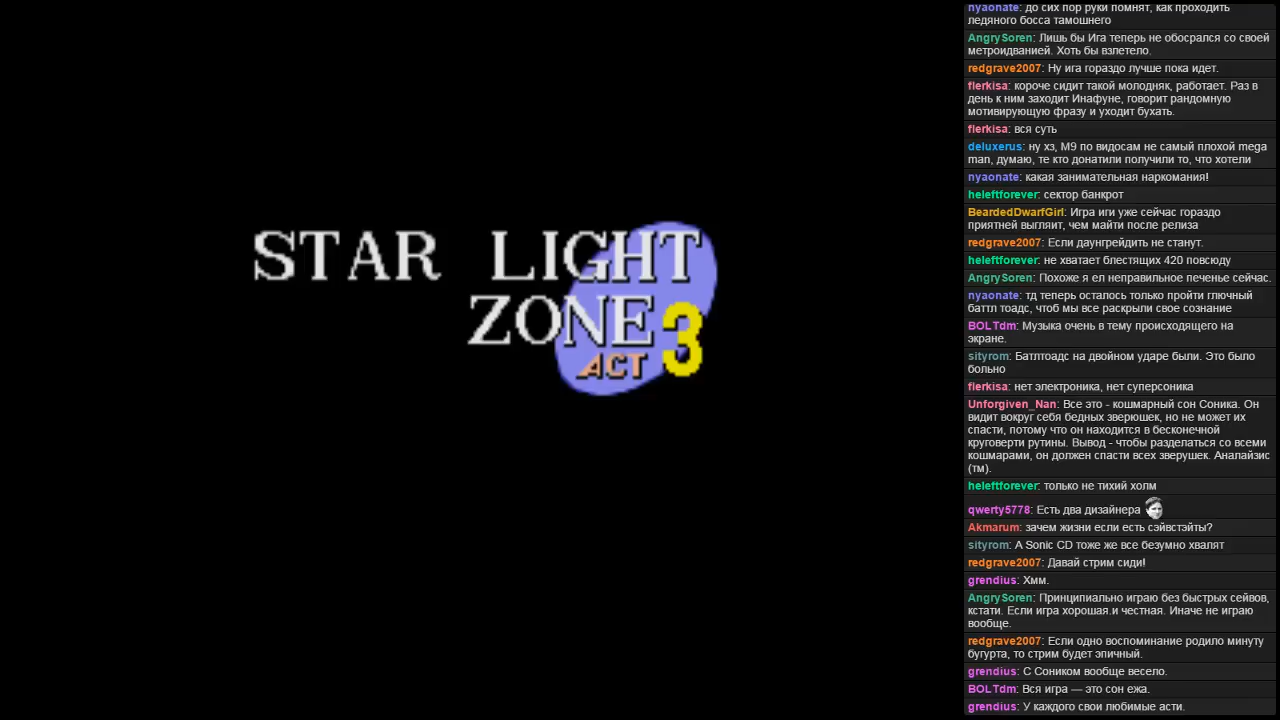 STAR LIGHT
ZONE 3
ACT
nyaonate: до сих пор руки помнят, как проходить
ледяного босса тамошнего
AngrySoren: Лишь бы Ига теперь не обосрался со своей
метроидванией. Хоть бы взлетело.
redgrave2007: Ну ига гораздо лучше пока идет.
flerkisa: короче сидит такой молодняк, работает. Раз в
день к ним заходит Инафуне, говорит рандомную
мотивирующую фразу и уходит бухать.
flerkisa: вся суть
deluxerus: ну хз, М9 по видосам не самый плохой mega
man, думаю, те кто донатили получили то, что хотели
nyaonate: какая занимательная наркомания!
heleftforever: сектор банкрот
BeardedDwarfGirl: Игра иги уже сейчас гораздо
приятней выгляит, чем майти после релиза
redgrave2007: Если даунгрейдить не станут.
heleftforever: не хватает блестящих 420 повсюду
AngrySoren: Похоже я ел неправильное печенье сейчас.
nyaonate: тд теперь осталось только пройти глючный
баттл тоадс, чтоб мы все раскрыли свое сознание
BOLTdm: Музыка очень в тему происходящего на
экране.
sityrom: Батлтоадс на двойном ударе были. Это было
больно
flerkisa: нет электроника, нет суперсоника
Unforgiven_Nan: Все это - кошмарный сон Соника. Он
видит вокруг себя бедных зверюшек, но не может их
спасти, потому что он находится в бесконечной
круговерти рутины. Вывод - чтобы разделаться со всеми
кошмарами, он должен спасти всех зверушек. Аналайзис
(тм).
heleftforever: только не тихий холм
qwerty5778: Есть два дизайнера
Akmarum: зачем жизни если есть сэйвстэйты?
sityrom: А Sonic CD тоже же все безумно хвалят
redgrave2007: Давай стрим сиди!
grendius: Хмм.
AngrySoren: Принципиально играю без быстрых сейвов,
кстати. Если игра хорошая.и честная. Иначе не играю
вообще.
redgrave2007: Если одно воспоминание родило минуту
бугурта, то стрим будет эпичный.
grendius: С Соником вообще весело.
BOLTdm: Вся игра — это сон ежа.
grendius: У каждого свои любимые асти.